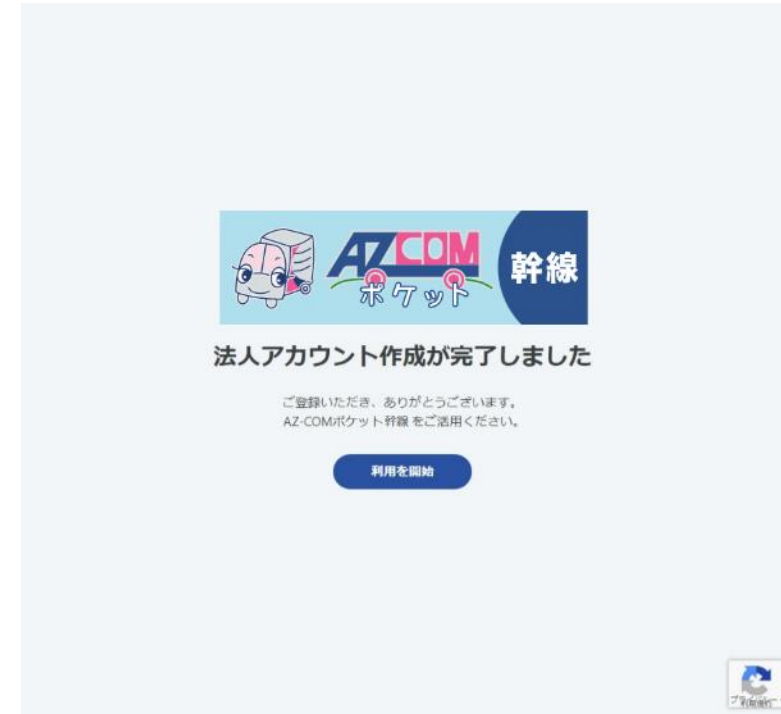 AZCOM
ポケット
幹線
法人アカウント作成が完了しました
ご登録いただき、ありがとうございます。
AZ-COMポケット幹線 をご活用ください。
利用を開始